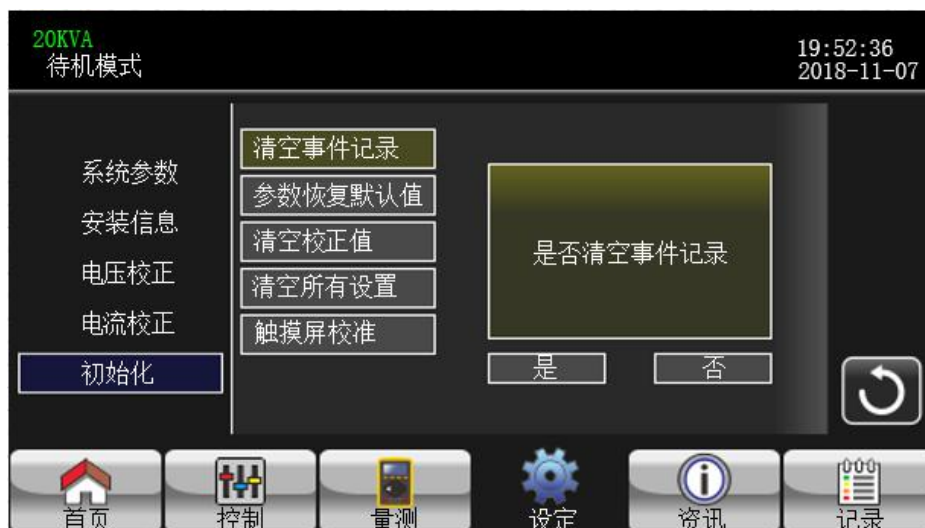 20KVA
待机模式
19:52:36
2018-11-07
系统参数
安装信息
电压校正
电流校正
初始化
清空事件记录
参数恢复默认值
清空校正值
清空所有设置
触摸屏校准
是否清空事件记录
是
否
首页
控制
量测
设定
资讯
记录